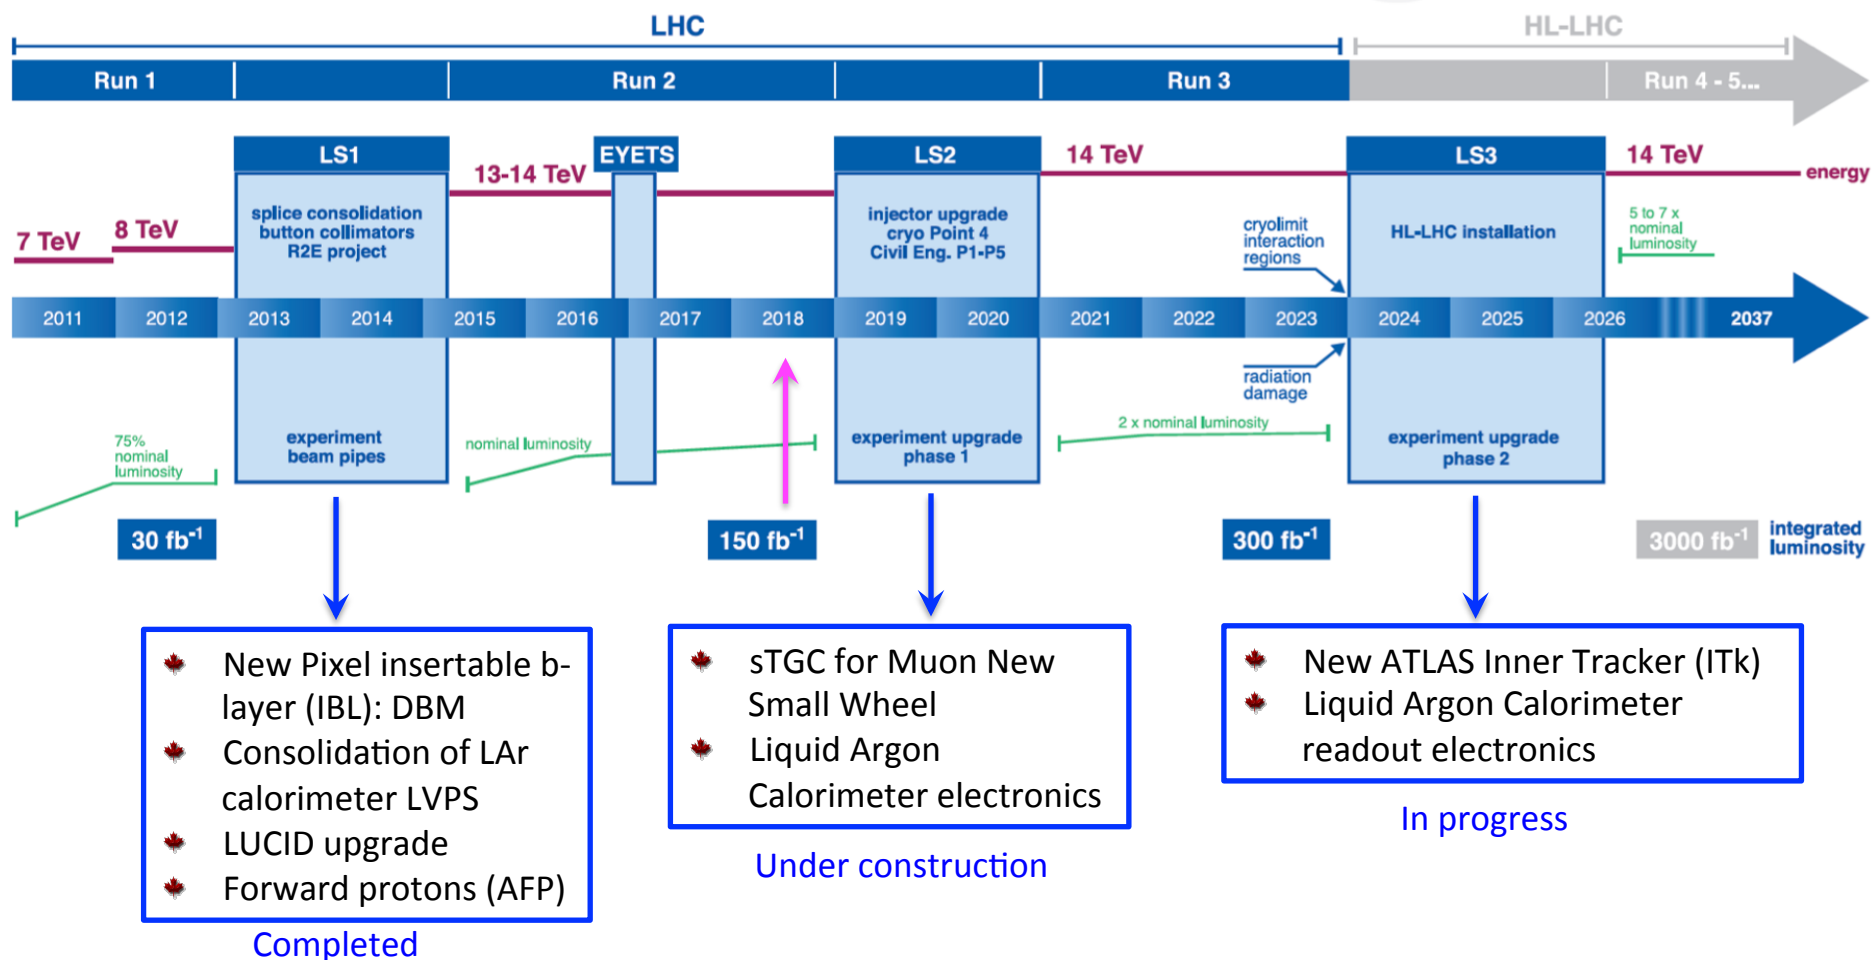 LHC
HL-LHC
Run 1
Run 2
Run 3
Run 4 - 5...
LS1
EYETS
LS2
14 TeV
LS3
14 TeV
energy
13-14 TeV
splice consolidation
button collimators
R2E project
injector upgrade
cryo Point 4
Civil Eng. P1-P5
cryolimit
interaction
regions
HL-LHC installation
5 to 7 x
nominal
luminosity
7 TeV
8 TeV
2011
2012
2013
2014
2015
2016
2017
2018
2019
2020
2021
2022
2023
2024
2025
2026
2037
radiation
damage
75%
nominal
luminosity
experiment
beam pipes
nominal luminosity
experiment upgrade
phase 1
2 x nominal luminosity
experiment upgrade
phase 2
30 fb⁻¹
150 fb⁻¹
300 fb⁻¹
3000 fb⁻¹
integrated
luminosity
New Pixel insertable b-
layer (IBL): DBM
Consolidation of LAr
calorimeter LVPS
LUCID upgrade
Forward protons (AFP)
Completed
sTGC for Muon New
Small Wheel
Liquid Argon
Calorimeter electronics
Under construction
New ATLAS Inner Tracker (ITk)
Liquid Argon Calorimeter
readout electronics
In progress